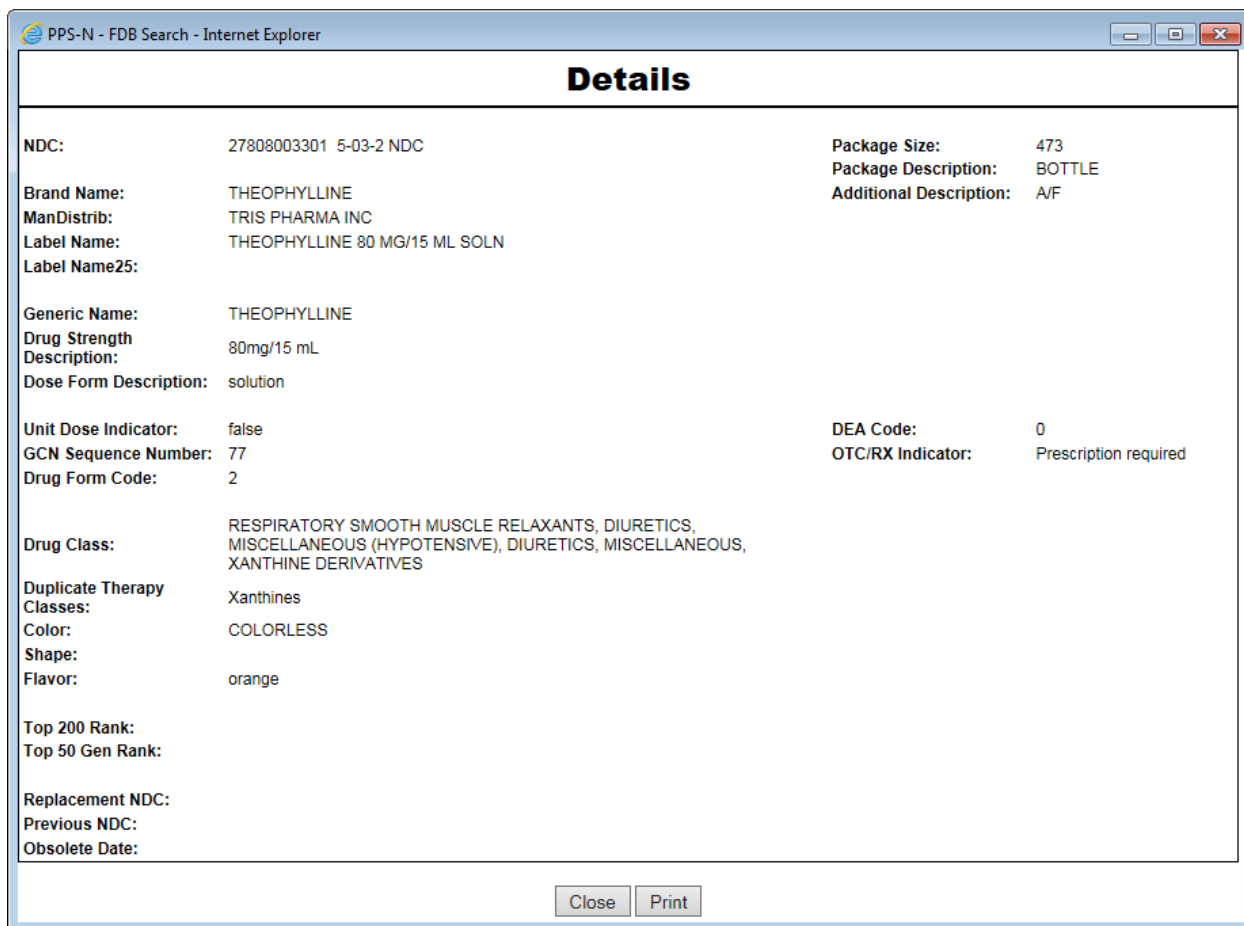 PPS-N - FDB Search - Internet Explorer
Details
NDC: 27808003301 5-03-2 NDC Package Size: 473
Package Description: BOTTLE
Brand Name: THEOPHYLLINE Additional Description: A/F
ManDistrib: TRIS PHARMA INC
Label Name: THEOPHYLLINE 80 MG/15 ML SOLN
Label Name25:
Generic Name: THEOPHYLLINE
Drug Strength
Description: 80mg/15 mL
Dose Form Description: solution
Unit Dose Indicator: false DEA Code: 0
GCN Sequence Number: 77 OTC/RX Indicator: Prescription required
Drug Form Code: 2
Drug Class: RESPIRATORY SMOOTH MUSCLE RELAXANTS, DIURETICS,
MISCELLANEOUS (HYPOTENSIVE), DIURETICS, MISCELLANEOUS,
XANTHINE DERIVATIVES
Duplicate Therapy
Classes: Xanthines
Color: COLORLESS
Shape:
Flavor: orange
Top 200 Rank:
Top 50 Gen Rank:
Replacement NDC:
Previous NDC:
Obsolete Date:
Close Print